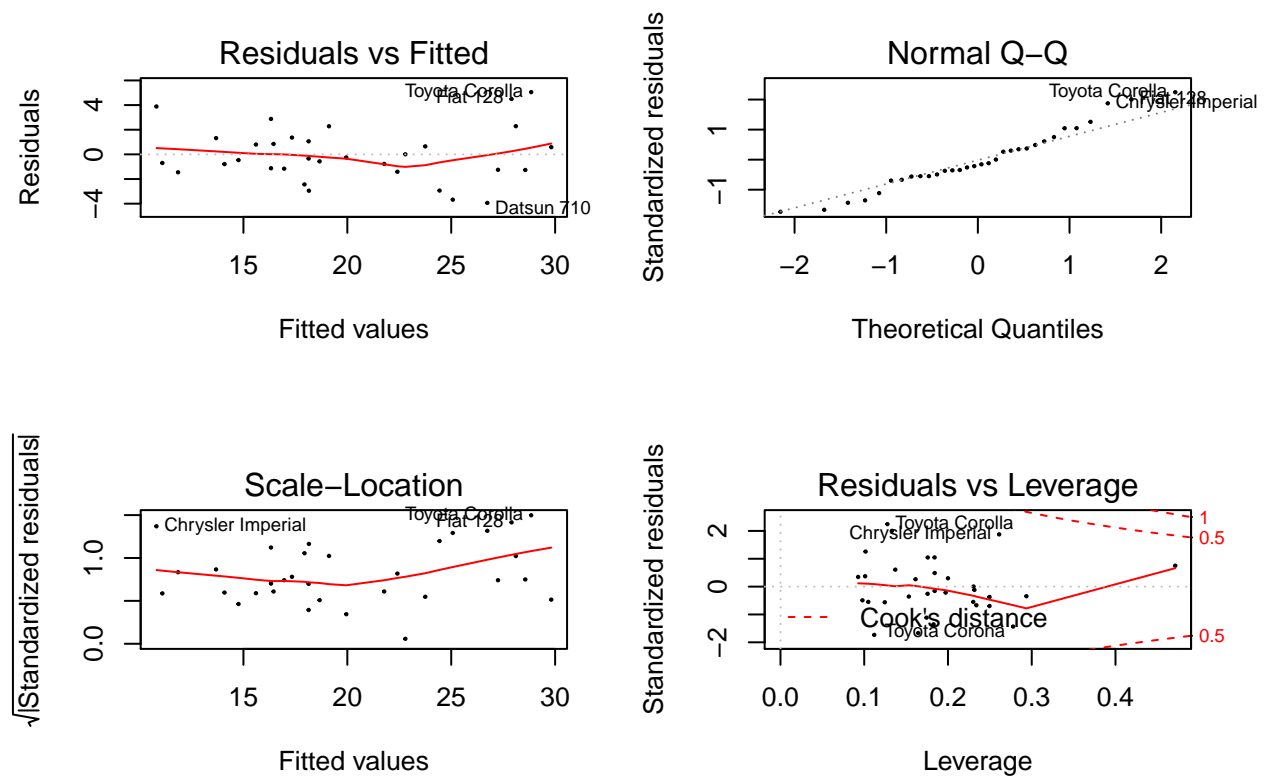 Residuals vs Fitted
Residuals
4
0
−4
Toyota Corolla
Fiat 128
Datsun 710
15 20 25 30
Fitted values
Normal Q−Q
Standardized residuals
1
−1
Toyota Corolla
Fiat 128
Chrysler Imperial
−2 −1 0 1 2
Theoretical Quantiles
Scale−Location
√|Standardized residuals|
1.0
0.0
Chrysler Imperial
Toyota Corolla
Fiat 128
15 20 25 30
Fitted values
Residuals vs Leverage
Standardized residuals
2
0
−2
Toyota Corolla
Chrysler Imperial
Cook's distance
Toyota Corona
1
0.5
0.5
0.0 0.1 0.2 0.3 0.4
Leverage